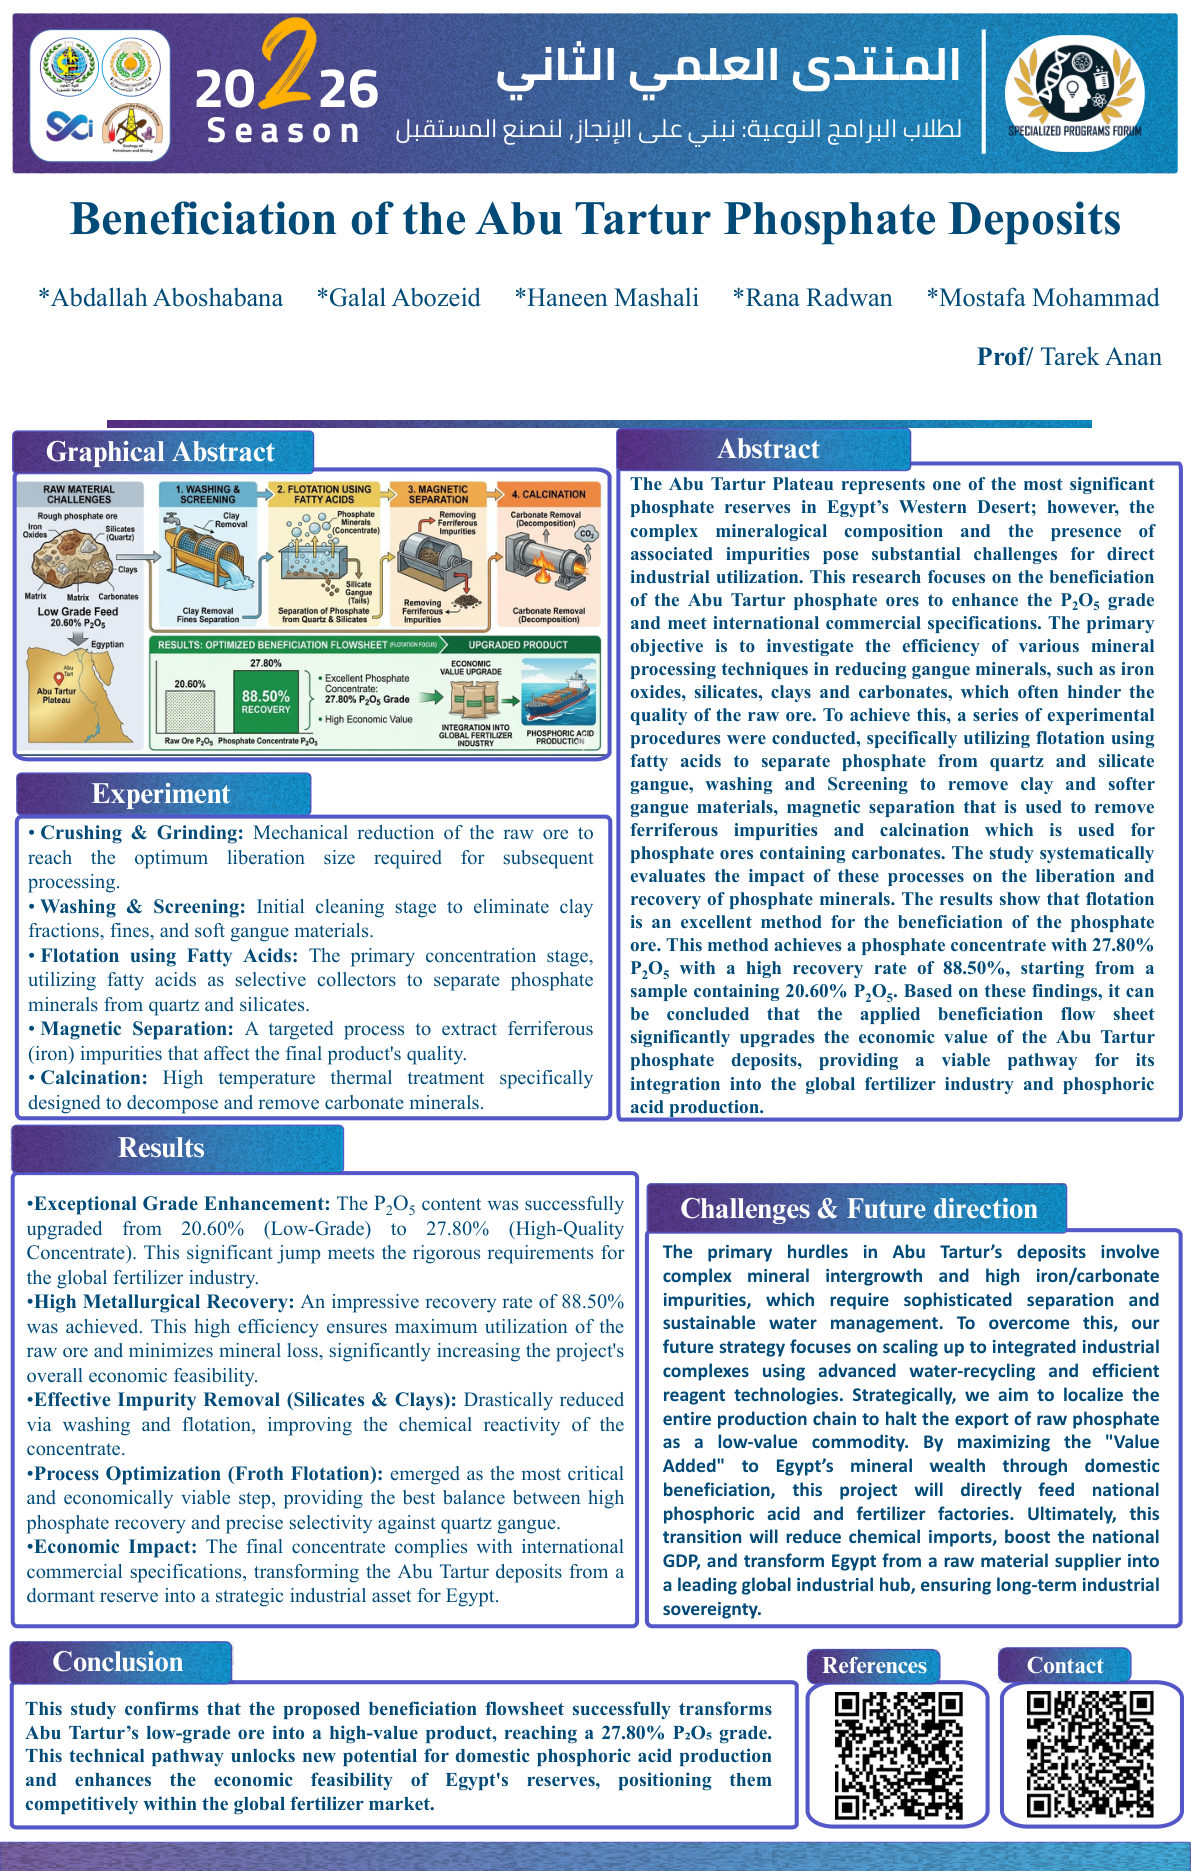 2026
2
Season
المنتدى العلمي الثاني
لطلاب البرامج النوعية: نبني على الإنجاز, لنصنع المستقبل
SPECIALIZED PROGRAMS FORUM
Sci
Geology of
Petroleum and Mining
Beneficiation of the Abu Tartur Phosphate Deposits
*Abdallah Aboshabana *Galal Abozeid *Haneen Mashali *Rana Radwan *Mostafa Mohammad
Prof/ Tarek Anan
Graphical Abstract
RAW MATERIAL
CHALLENGES
Rough phosphate ore
Iron
Oxides
Silicates
(Quartz)
Clays
Matrix
Matrix
Carbonates
Low Grade Feed
20.60% P₂O₅
Egyptian
Abu
Tart
Abu Tartur
Plateau
1. WASHING &
SCREENING
Clay
Removal
Clay Removal
Fines Separation
2. FLOTATION USING
FATTY ACIDS
Phosphate
Minerals
(Concentrate)
Silicate
Gangue
(Tails)
Separation of Phosphate
from Quartz & Silicates
3. MAGNETIC
SEPARATION
Removing
Ferriferous
Impurities
Removing
Ferriferous
Impurities
4. CALCINATION
Carbonate Removal
(Decomposition)
CO₂
Carbonate Removal
(Decomposition)
RESULTS: OPTIMIZED BENEFICIATION FLOWSHEET (FLOTATION FOCUS)
UPGRADED PRODUCT
20.60%
27.80%
88.50%
RECOVERY
Raw Ore P₂O₅ Phosphate Concentrate P₂O₅
• Excellent Phosphate
Concentrate:
27.80% P₂O₅ Grade
• High Economic Value
ECONOMIC
VALUE UPGRADE
INTEGRATION INTO
GLOBAL FERTILIZER
INDUSTRY
PHOSPHORIC ACID
PRODUCTION
Experiment
• Crushing & Grinding: Mechanical reduction of the raw ore to
reach the optimum liberation size required for subsequent
processing.
• Washing & Screening: Initial cleaning stage to eliminate clay
fractions, fines, and soft gangue materials.
• Flotation using Fatty Acids: The primary concentration stage,
utilizing fatty acids as selective collectors to separate phosphate
minerals from quartz and silicates.
• Magnetic Separation: A targeted process to extract ferriferous
(iron) impurities that affect the final product's quality.
• Calcination: High temperature thermal treatment specifically
designed to decompose and remove carbonate minerals.
Abstract
The Abu Tartur Plateau represents one of the most significant
phosphate reserves in Egypt’s Western Desert; however, the
complex mineralogical composition and the presence of
associated impurities pose substantial challenges for direct
industrial utilization. This research focuses on the beneficiation
of the Abu Tartur phosphate ores to enhance the P₂O₅ grade
and meet international commercial specifications. The primary
objective is to investigate the efficiency of various mineral
processing techniques in reducing gangue minerals, such as iron
oxides, silicates, clays and carbonates, which often hinder the
quality of the raw ore. To achieve this, a series of experimental
procedures were conducted, specifically utilizing flotation using
fatty acids to separate phosphate from quartz and silicate
gangue, washing and Screening to remove clay and softer
gangue materials, magnetic separation that is used to remove
ferriferous impurities and calcination which is used for
phosphate ores containing carbonates. The study systematically
evaluates the impact of these processes on the liberation and
recovery of phosphate minerals. The results show that flotation
is an excellent method for the beneficiation of the phosphate
ore. This method achieves a phosphate concentrate with 27.80%
P₂O₅ with a high recovery rate of 88.50%, starting from a
sample containing 20.60% P₂O₅. Based on these findings, it can
be concluded that the applied beneficiation flow sheet
significantly upgrades the economic value of the Abu Tartur
phosphate deposits, providing a viable pathway for its
integration into the global fertilizer industry and phosphoric
acid production.
Results
•Exceptional Grade Enhancement: The P₂O₅ content was successfully
upgraded from 20.60% (Low-Grade) to 27.80% (High-Quality
Concentrate). This significant jump meets the rigorous requirements for
the global fertilizer industry.
•High Metallurgical Recovery: An impressive recovery rate of 88.50%
was achieved. This high efficiency ensures maximum utilization of the
raw ore and minimizes mineral loss, significantly increasing the project's
overall economic feasibility.
•Effective Impurity Removal (Silicates & Clays): Drastically reduced
via washing and flotation, improving the chemical reactivity of the
concentrate.
•Process Optimization (Froth Flotation): emerged as the most critical
and economically viable step, providing the best balance between high
phosphate recovery and precise selectivity against quartz gangue.
•Economic Impact: The final concentrate complies with international
commercial specifications, transforming the Abu Tartur deposits from a
dormant reserve into a strategic industrial asset for Egypt.
Challenges & Future direction
The primary hurdles in Abu Tartur’s deposits involve
complex mineral intergrowth and high iron/carbonate
impurities, which require sophisticated separation and
sustainable water management. To overcome this, our
future strategy focuses on scaling up to integrated industrial
complexes using advanced water-recycling and efficient
reagent technologies. Strategically, we aim to localize the
entire production chain to halt the export of raw phosphate
as a low-value commodity. By maximizing the "Value
Added" to Egypt’s mineral wealth through domestic
beneficiation, this project will directly feed national
phosphoric acid and fertilizer factories. Ultimately, this
transition will reduce chemical imports, boost the national
GDP, and transform Egypt from a raw material supplier into
a leading global industrial hub, ensuring long-term industrial
sovereignty.
Conclusion
This study confirms that the proposed beneficiation flowsheet successfully transforms
Abu Tartur’s low-grade ore into a high-value product, reaching a 27.80% P₂O₅ grade.
This technical pathway unlocks new potential for domestic phosphoric acid production
and enhances the economic feasibility of Egypt's reserves, positioning them
competitively within the global fertilizer market.
References
Contact